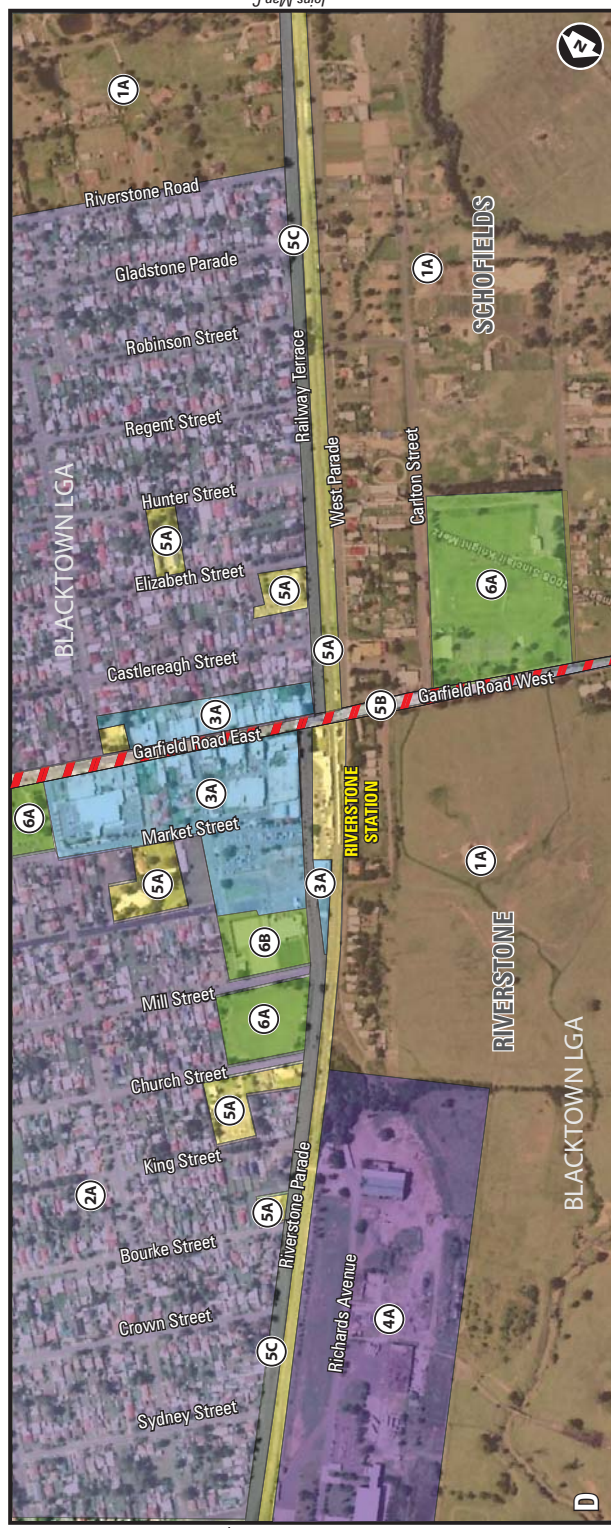 Joins Map C
N
1A
Riverstone Road
Gladstone Parade
Robinson Street
Regent Street
Hunter Street
5A
Elizabeth Street
5A
Castlereagh Street
BLACKTOWN LGA
5C
Railway Terrace
West Parade
1A
SCHOFIELDS
Carlton Street
6A
5A
5B
Garfield Road West
Garfield Road East
3A
3A
6A
Market Street
5A
RIVERSTONE
STATION
3A
1A
RIVERSTONE
BLACKTOWN LGA
6B
Mill Street
6A
Church Street
5A
King Street
2A
5A
Bourke Street
Riverstone Parade
Crown Street
5C
Sydney Street
Richards Avenue
4A
D